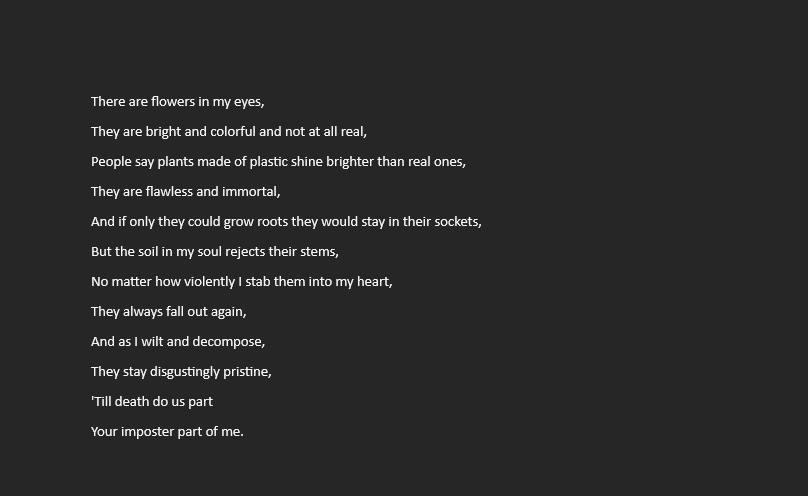 There are flowers in my eyes,
They are bright and colorful and not at all real,
People say plants made of plastic shine brighter than real ones,
They are flawless and immortal,
And if only they could grow roots they would stay in their sockets,
But the soil in my soul rejects their stems,
No matter how violently I stab them into my heart,
They always fall out again,
And as I wilt and decompose,
They stay disgustingly pristine,
'Till death do us part
Your imposter part of me.